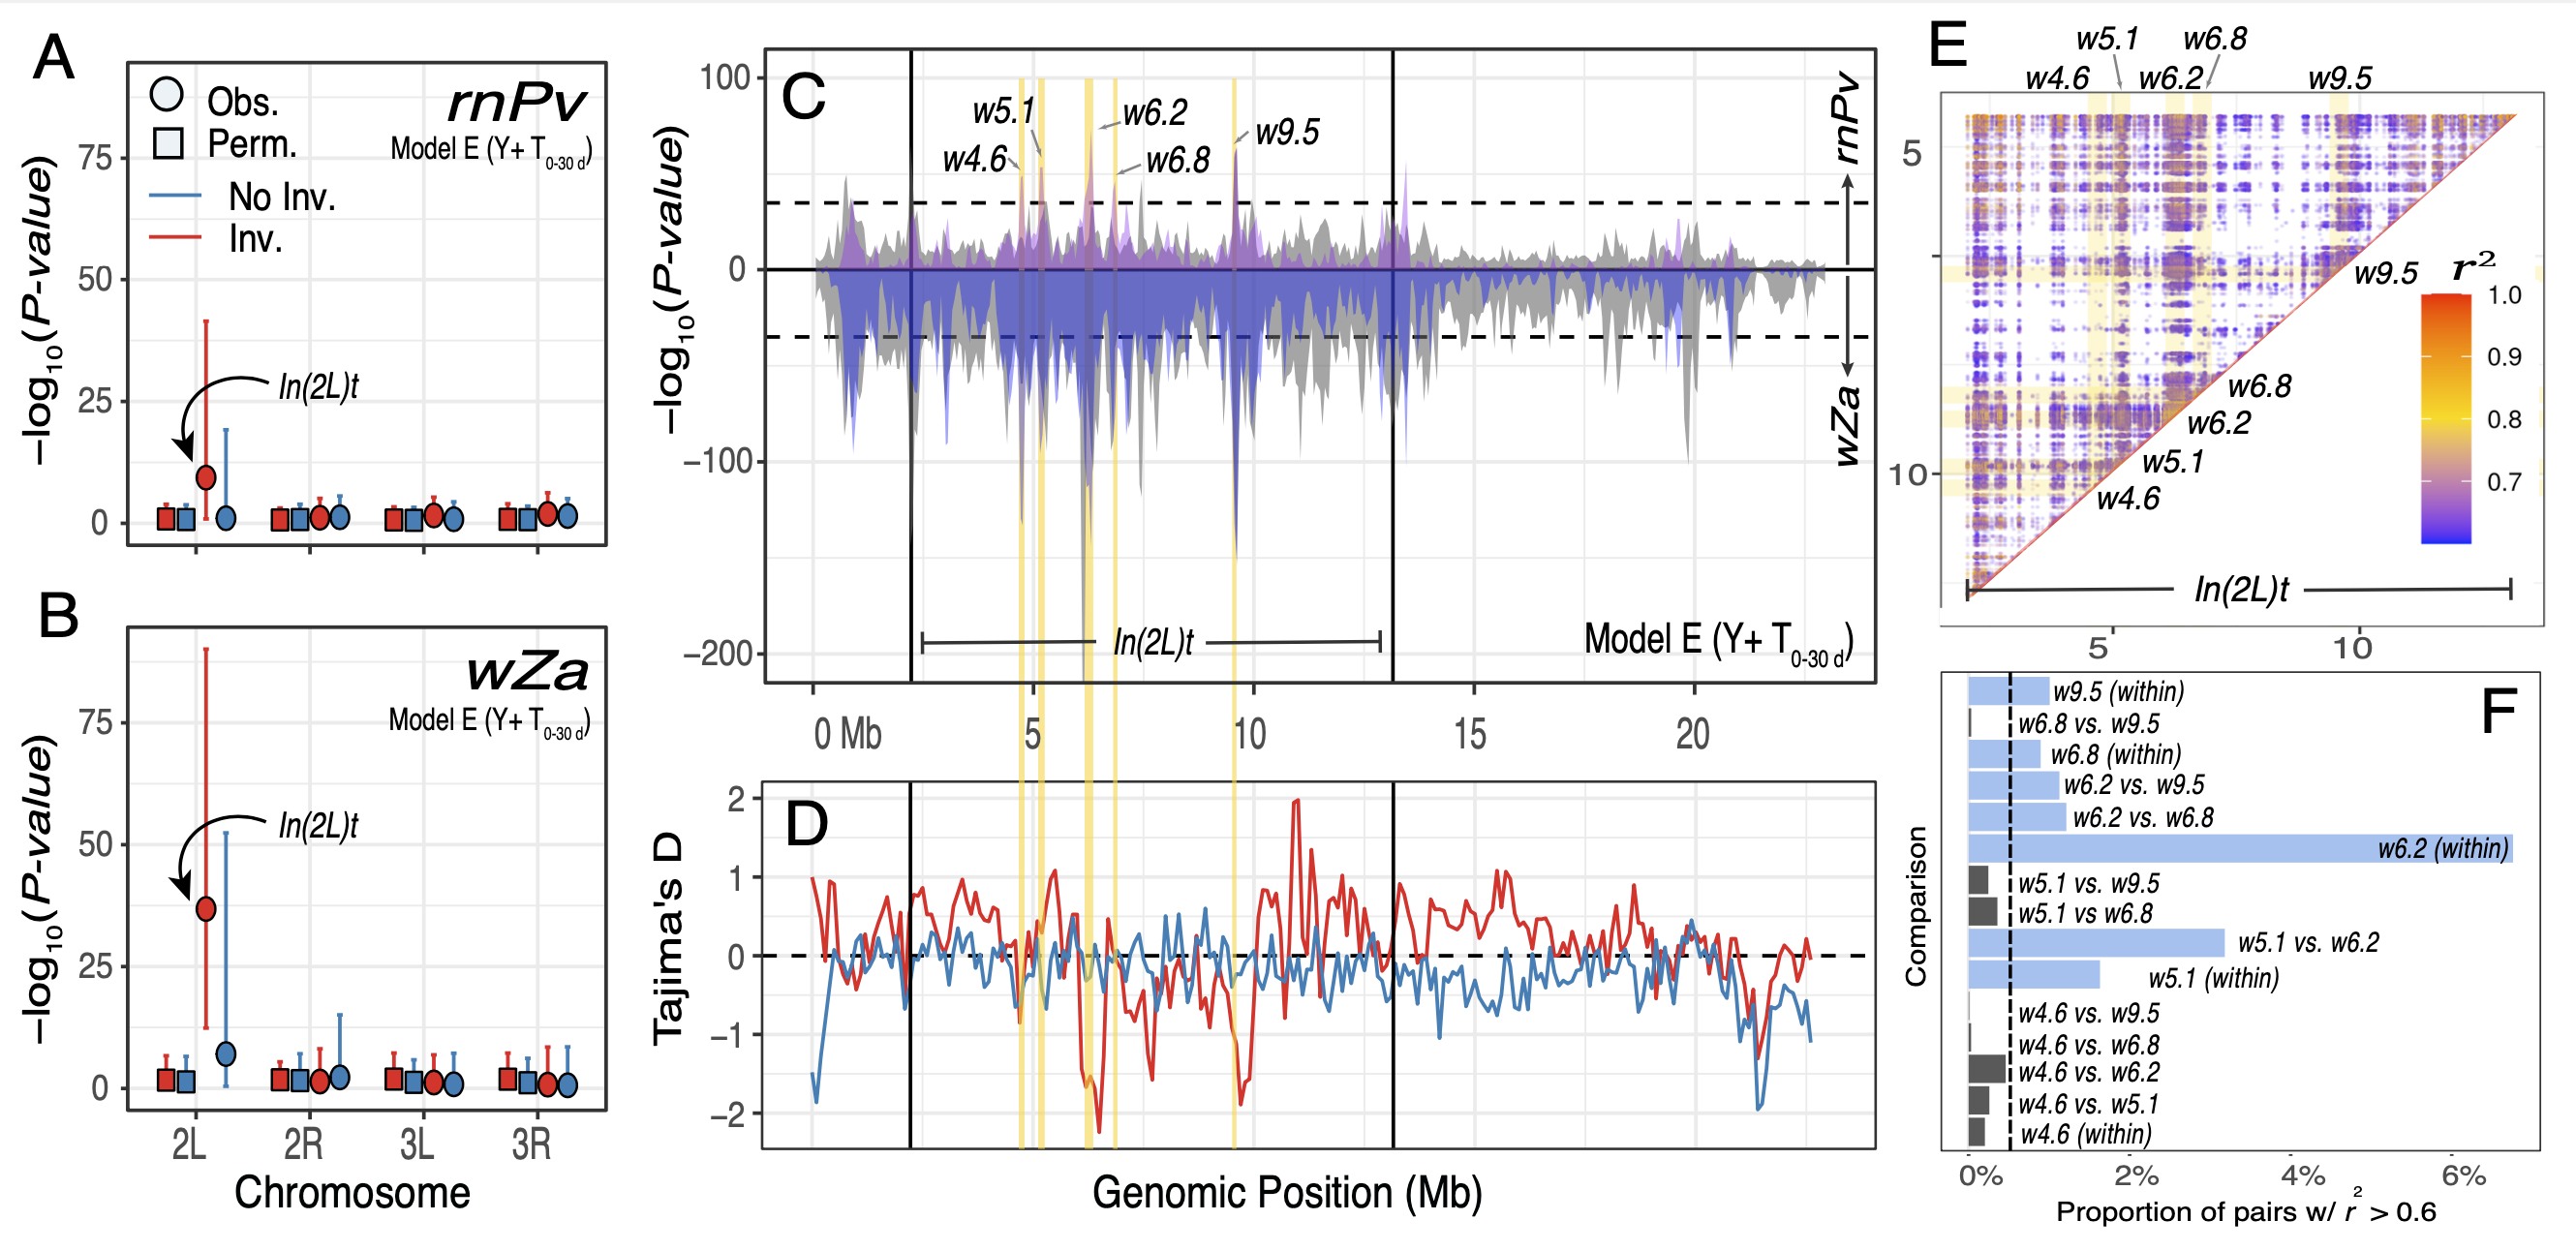 A
Obs.
Perm.
No Inv.
Inv.
rnPv
Model E (Y+ T0-30 d)
In(2L)t
75
50
25
0
−log10(P-value)
B
wZa
Model E (Y+ T0-30 d)
In(2L)t
75
50
25
0
−log10(P-value)
2L
2R
3L
3R
Chromosome
C
w5.1
w6.2
w9.5
w4.6
w6.8
100
0
−100
−200
−log10(P-value)
rnPv
wZa
In(2L)t
Model E (Y+ T0-30 d)
0 Mb
5
10
15
20
D
2
1
0
−1
−2
Tajima's D
Genomic Position (Mb)
E
w5.1
w6.8
w4.6
w6.2
w9.5
5
10
w9.5
w6.8
w6.2
w5.1
w4.6
r2
1.0
0.9
0.8
0.7
In(2L)t
5
10
F
w9.5 (within)
w6.8 vs. w9.5
w6.8 (within)
w6.2 vs. w9.5
w6.2 vs. w6.8
w6.2 (within)
w5.1 vs. w9.5
w5.1 vs w6.8
w5.1 vs. w6.2
w5.1 (within)
w4.6 vs. w9.5
w4.6 vs. w6.8
w4.6 vs. w6.2
w4.6 vs. w5.1
w4.6 (within)
Comparison
0%
2%
4%
6%
Proportion of pairs w/ r2 > 0.6